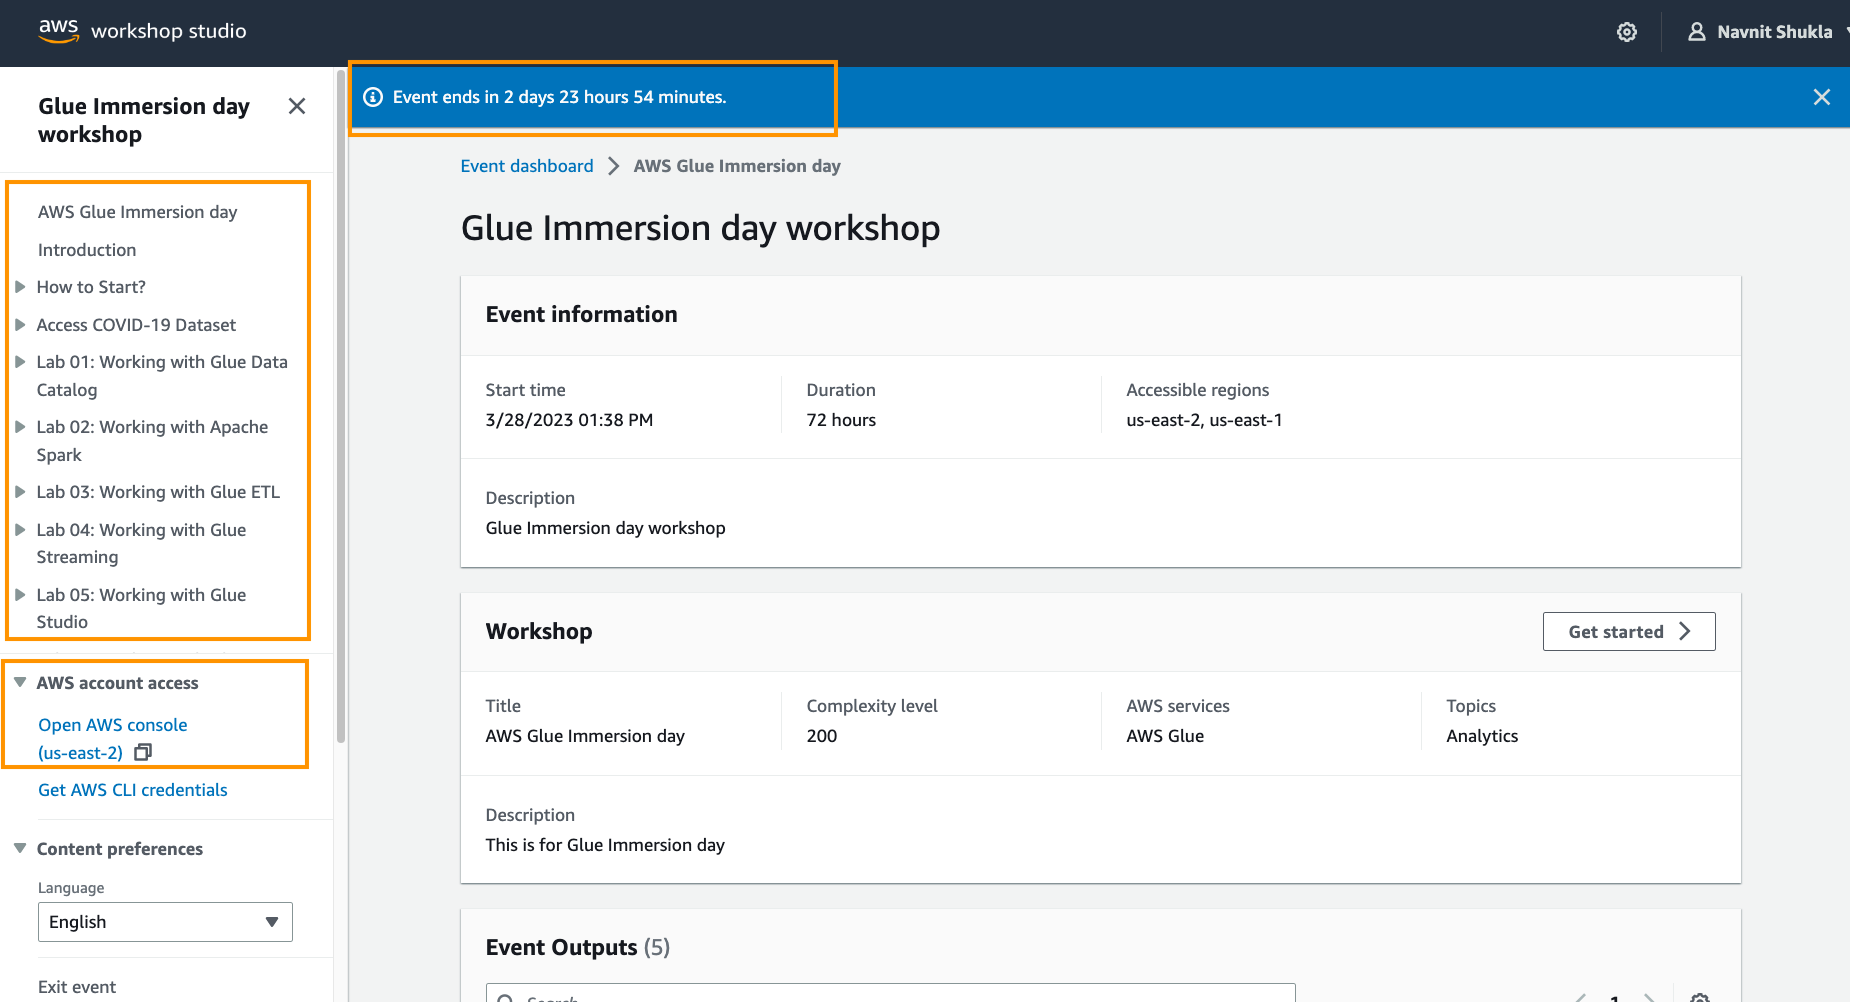 aws workshop studio
Navnit Shukla
Glue Immersion day
workshop
Event ends in 2 days 23 hours 54 minutes.
AWS Glue Immersion day
Introduction
How to Start?
Access COVID-19 Dataset
Lab 01: Working with Glue Data
Catalog
Lab 02: Working with Apache
Spark
Lab 03: Working with Glue ETL
Lab 04: Working with Glue
Streaming
Lab 05: Working with Glue
Studio
AWS account access
Open AWS console
(us-east-2)
Get AWS CLI credentials
Content preferences
Language
English
Exit event
Event dashboard > AWS Glue Immersion day
Glue Immersion day workshop
Event information
Start time
3/28/2023 01:38 PM
Duration
72 hours
Accessible regions
us-east-2, us-east-1
Description
Glue Immersion day workshop
Workshop
Get started
Title
AWS Glue Immersion day
Complexity level
200
AWS services
AWS Glue
Topics
Analytics
Description
This is for Glue Immersion day
Event Outputs (5)
Search
1